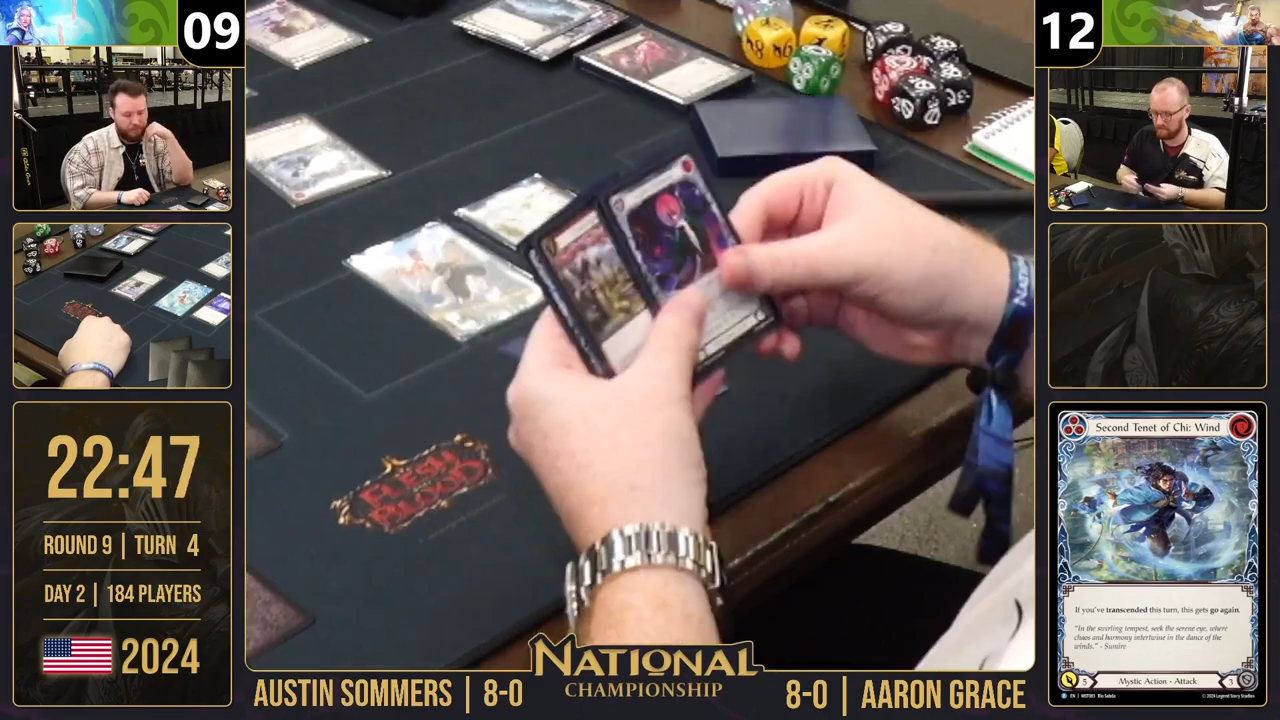 09
12
22:47
ROUND 9 | TURN 4
DAY 2 | 184 PLAYERS
2024
FLESH
BLOOD
NATIONAL
CHAMPIONSHIP
AUSTIN SOMMERS | 8-0
8-0 | AARON GRACE
Second Tenet of Chi: Wind
If you've transcended this turn, this gets go again.
"In the swirling tempest, seek the serene eye, where
chaos and harmony intertwine in the dance of the
winds." - Sumire
5
Mystic Action - Attack
3